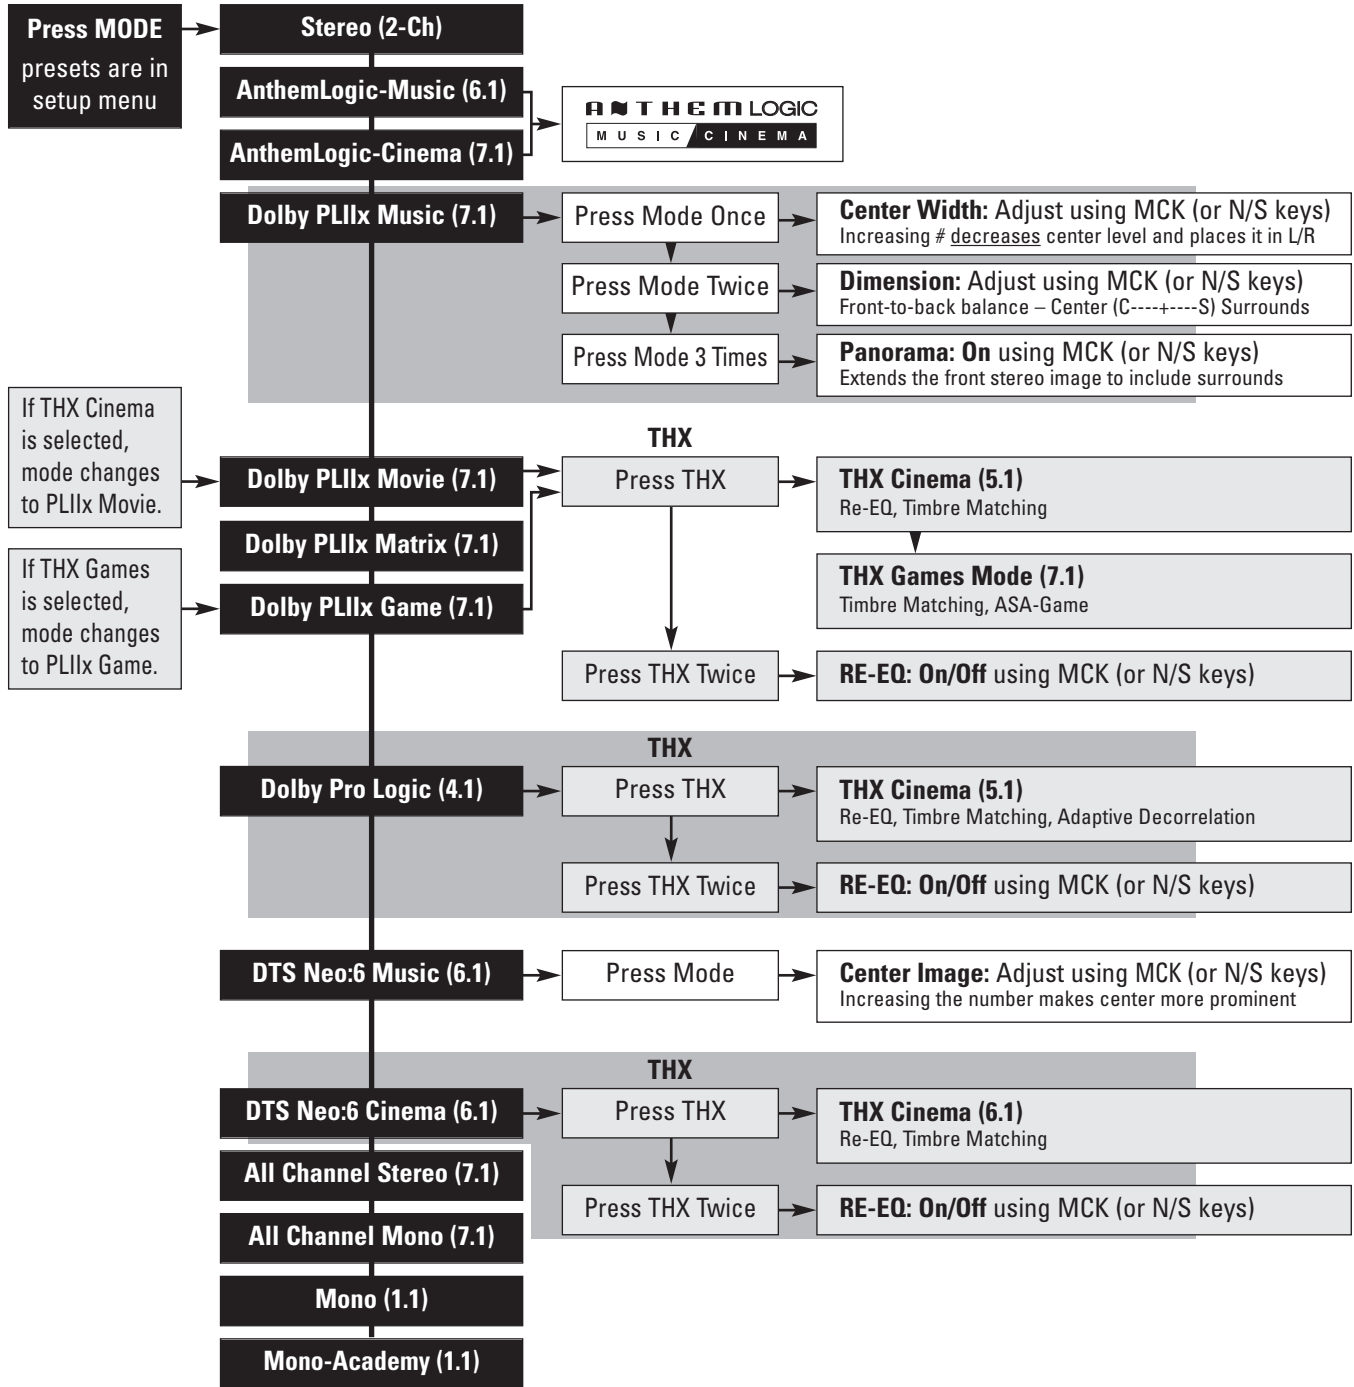 Press MODE
presets are in
setup menu
Stereo (2-Ch)
AnthemLogic-Music (6.1)
AnthemLogic-Cinema (7.1)
ANTHEM LOGIC
MUSIC/CINEMA
Dolby PLIIx Music (7.1)
Press Mode Once
Center Width: Adjust using MCK (or N/S keys)
Increasing # decreases center level and places it in L/R
Press Mode Twice
Dimension: Adjust using MCK (or N/S keys)
Front-to-back balance – Center (C----+----S) Surrounds
Press Mode 3 Times
Panorama: On using MCK (or N/S keys)
Extends the front stereo image to include surrounds
If THX Cinema
is selected,
mode changes
to PLIIx Movie.
THX
Dolby PLIIx Movie (7.1)
Press THX
THX Cinema (5.1)
Re-EQ, Timbre Matching
Dolby PLIIx Matrix (7.1)
If THX Games
is selected,
mode changes
to PLIIx Game.
Dolby PLIIx Game (7.1)
THX Games Mode (7.1)
Timbre Matching, ASA-Game
Press THX Twice
RE-EQ: On/Off using MCK (or N/S keys)
THX
Dolby Pro Logic (4.1)
Press THX
THX Cinema (5.1)
Re-EQ, Timbre Matching, Adaptive Decorrelation
Press THX Twice
RE-EQ: On/Off using MCK (or N/S keys)
DTS Neo:6 Music (6.1)
Press Mode
Center Image: Adjust using MCK (or N/S keys)
Increasing the number makes center more prominent
THX
DTS Neo:6 Cinema (6.1)
Press THX
THX Cinema (6.1)
Re-EQ, Timbre Matching
All Channel Stereo (7.1)
Press THX Twice
RE-EQ: On/Off using MCK (or N/S keys)
All Channel Mono (7.1)
Mono (1.1)
Mono-Academy (1.1)